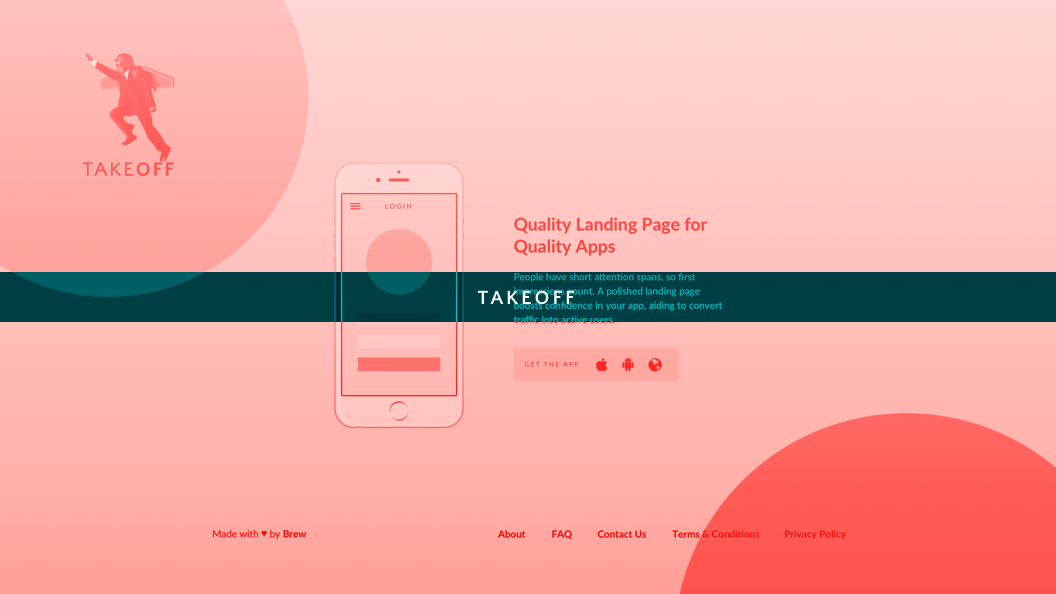 TAKEOFF
LOGIN
Quality Landing Page for
Quality Apps
People have short attention spans, so first
impressions count. A polished landing page
boosts confidence in your app, aiding to convert
traffic into active users.
TAKEOFF
GET THE APP
Made with ♥ by Brew
About FAQ Contact Us Terms & Conditions Privacy Policy